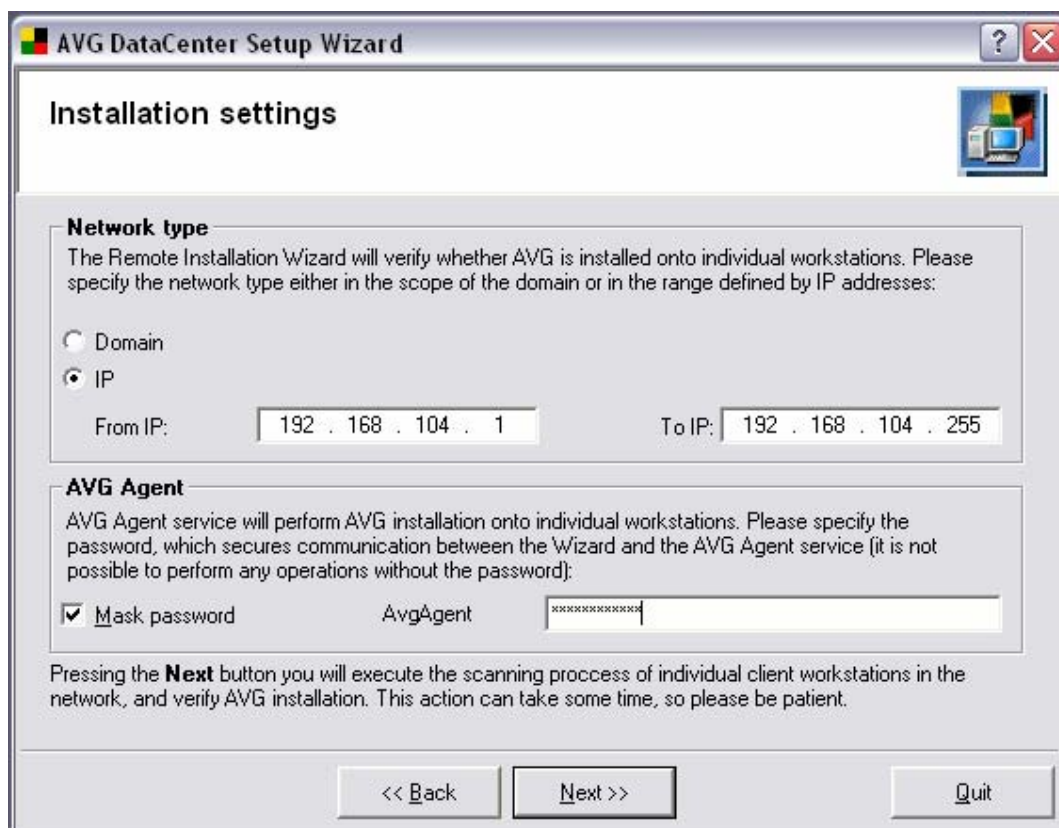 AVG DataCenter Setup Wizard
Installation settings
Network type
The Remote Installation Wizard will verify whether AVG is installed onto individual workstations. Please
specify the network type either in the scope of the domain or in the range defined by IP addresses:
Domain
IP
From IP: 192 . 168 . 104 . 1 To IP: 192 . 168 . 104 . 255
AVG Agent
AVG Agent service will perform AVG installation onto individual workstations. Please specify the
password, which secures communication between the Wizard and the AVG Agent service (it is not
possible to perform any operations without the password):
Mask password AvgAgent ************
Pressing the Next button you will execute the scanning proccess of individual client workstations in the
network, and verify AVG installation. This action can take some time, so please be patient.
<< Back Next >> Quit